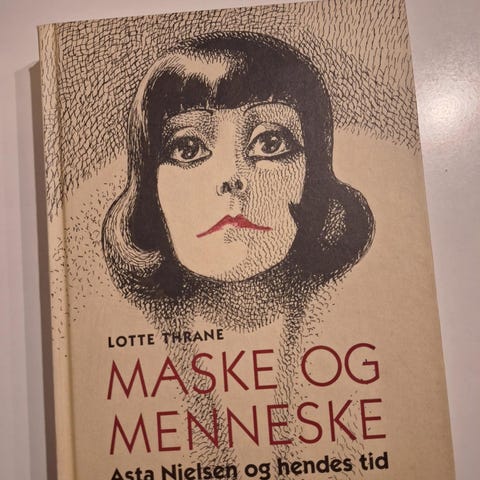 LOTTE THRANE
MASKE OG
MENNESKE
Asta Nielsen og hendes tid